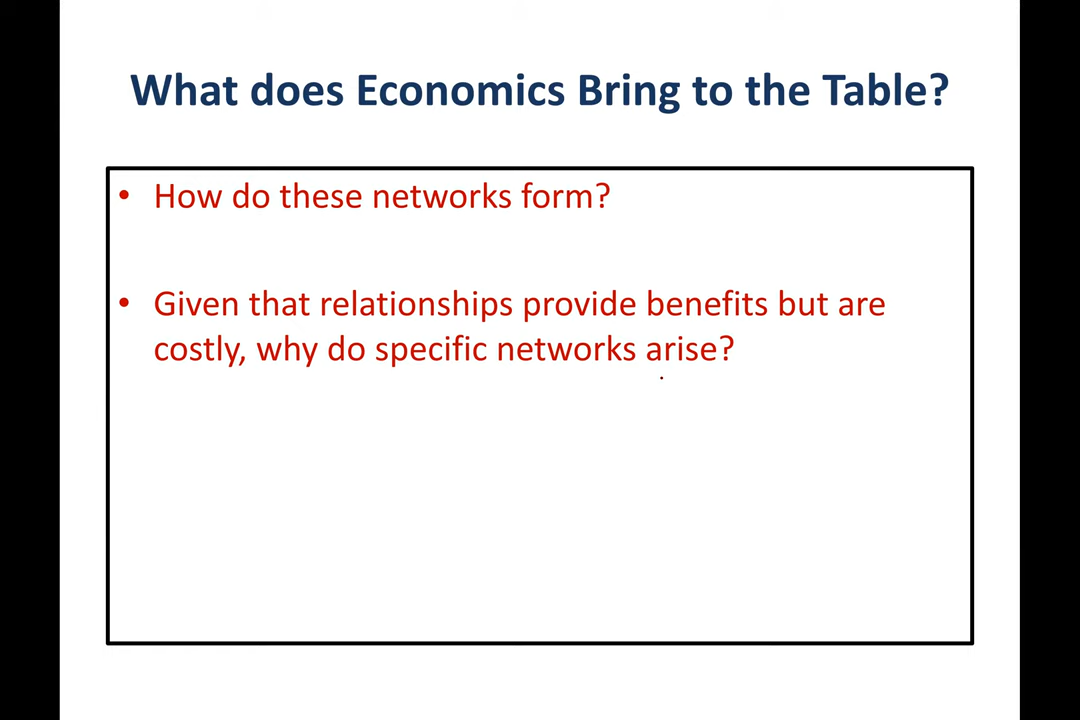 What does Economics Bring to the Table?
• How do these networks form?
• Given that relationships provide benefits but are
costly, why do specific networks arise?